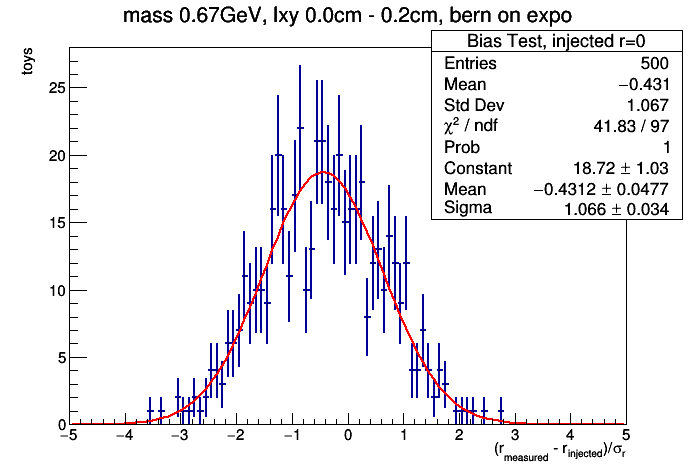 mass 0.67GeV, lxy 0.0cm - 0.2cm, bern on expo
Bias Test, injected r=0
Entries 500
Mean −0.431
Std Dev 1.067
χ² / ndf 41.83 / 97
Prob 1
Constant 18.72 ± 1.03
Mean −0.4312 ± 0.0477
Sigma 1.066 ± 0.034
toys
25
20
15
10
5
0
−5 −4 −3 −2 −1 0 1 2 3 4 5
(r_measured - r_injected)/σ_r